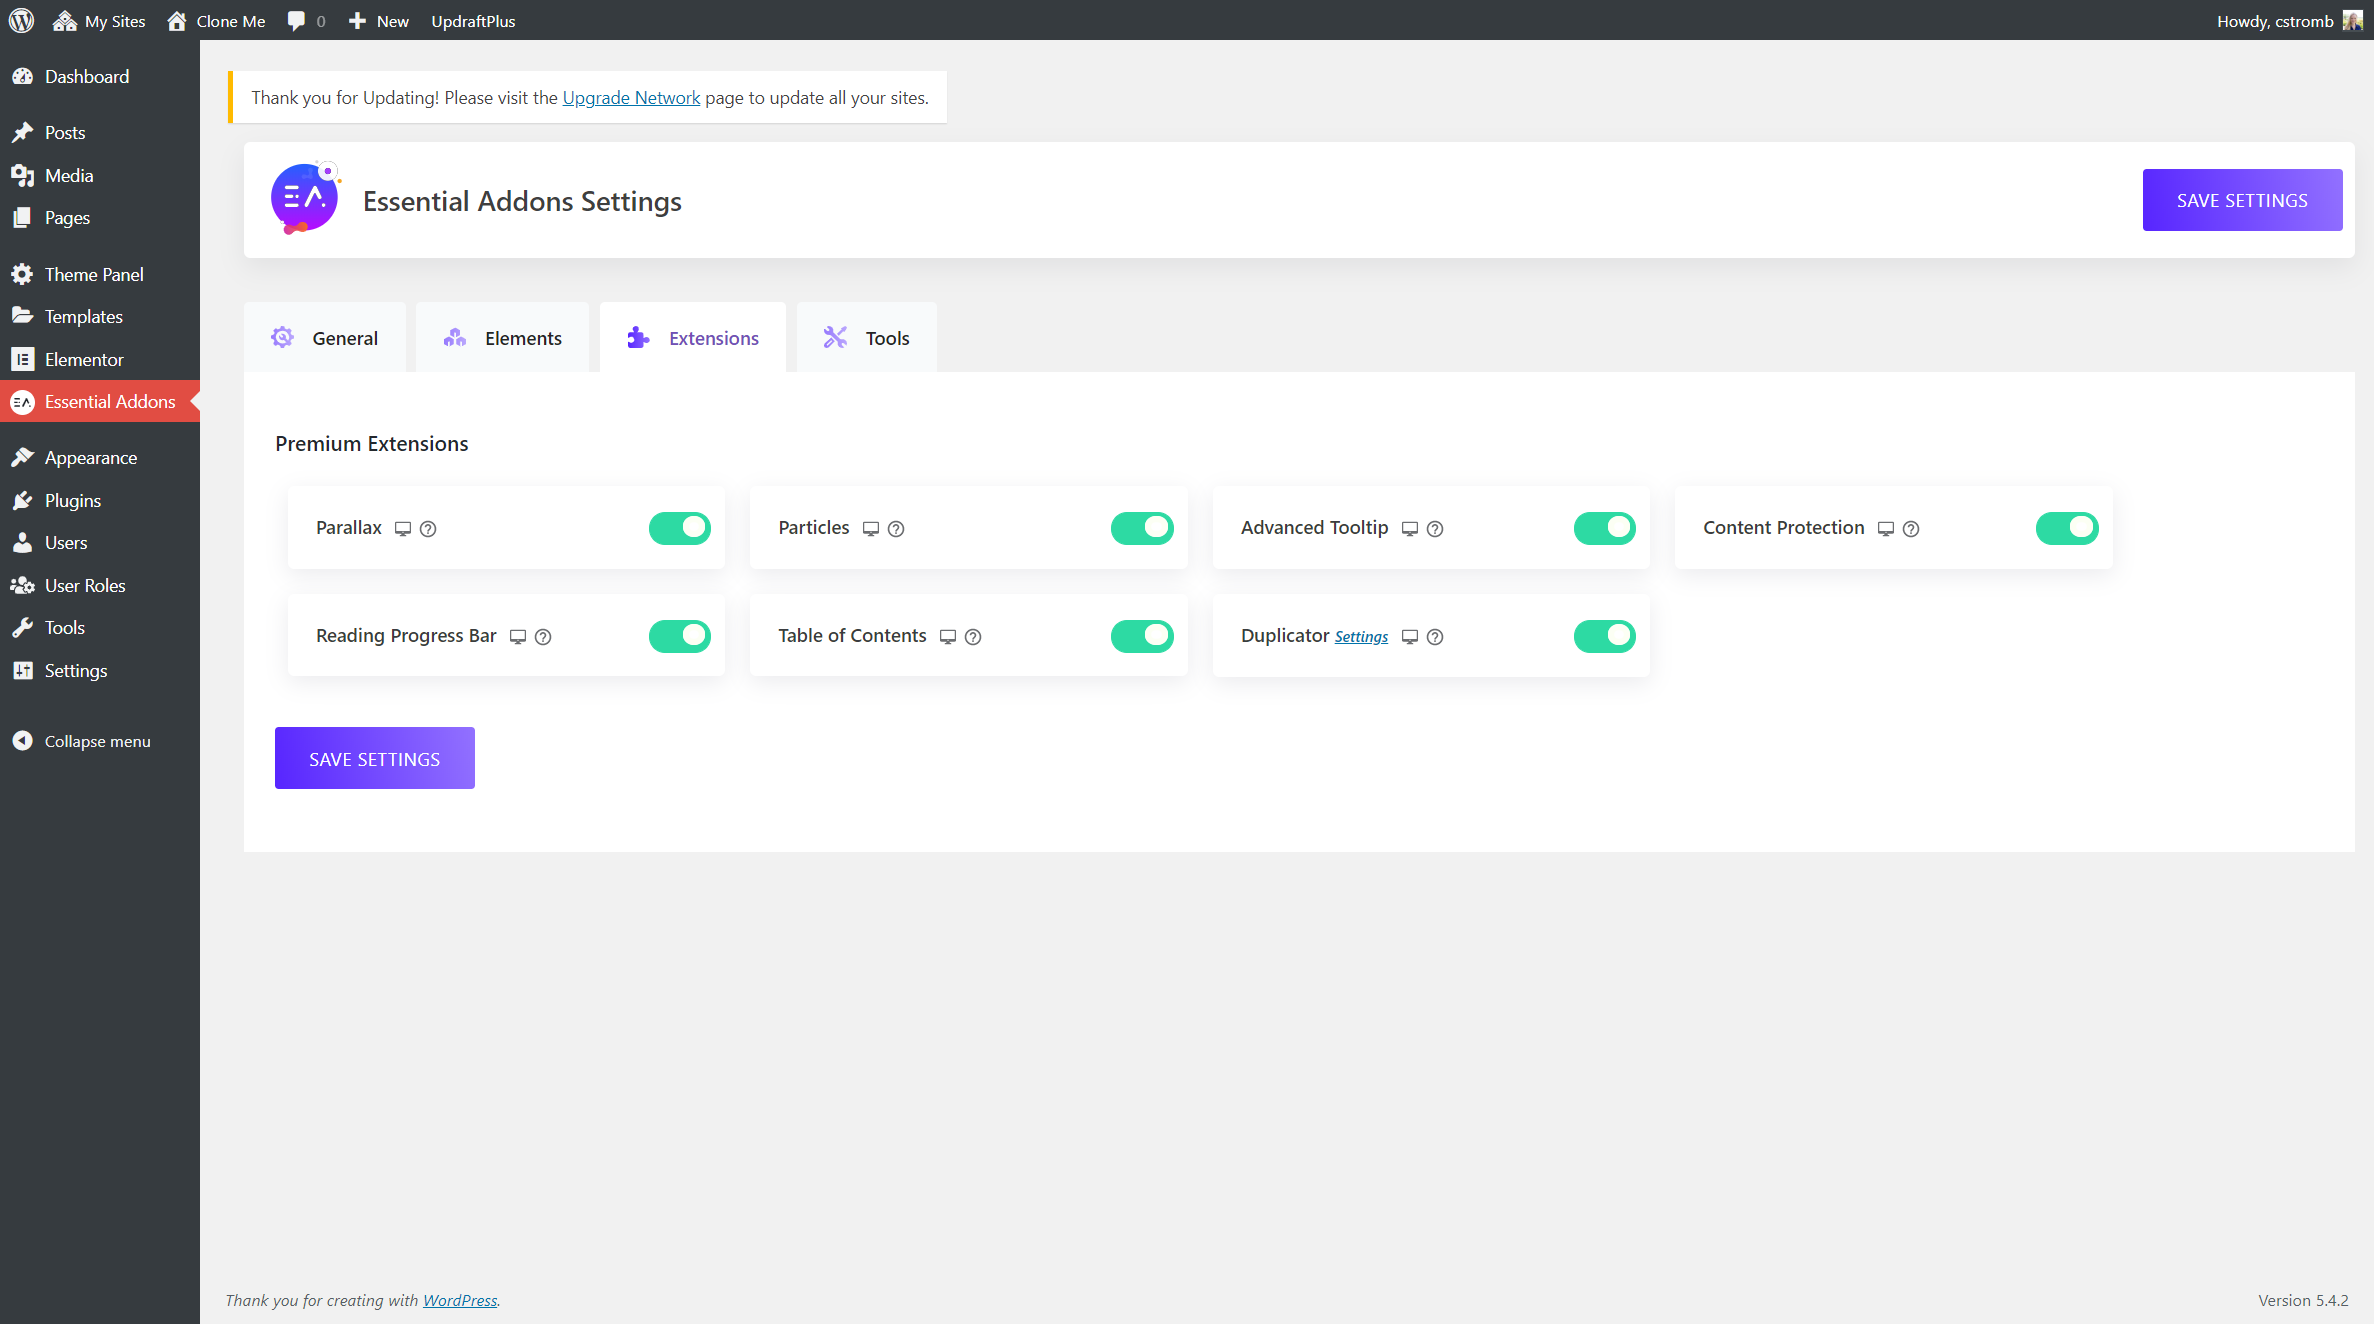 My Sites Clone Me 0 New UpdraftPlus Howdy, cstromb
Dashboard
Posts
Media
Pages
Theme Panel
Templates
Elementor
Essential Addons
Appearance
Plugins
Users
User Roles
Tools
Settings
Collapse menu
Thank you for Updating! Please visit the Upgrade Network page to update all your sites.
EA Essential Addons Settings SAVE SETTINGS
General Elements Extensions Tools
Premium Extensions
Parallax Particles Advanced Tooltip Content Protection
Reading Progress Bar Table of Contents Duplicator Settings
SAVE SETTINGS
Thank you for creating with WordPress. Version 5.4.2